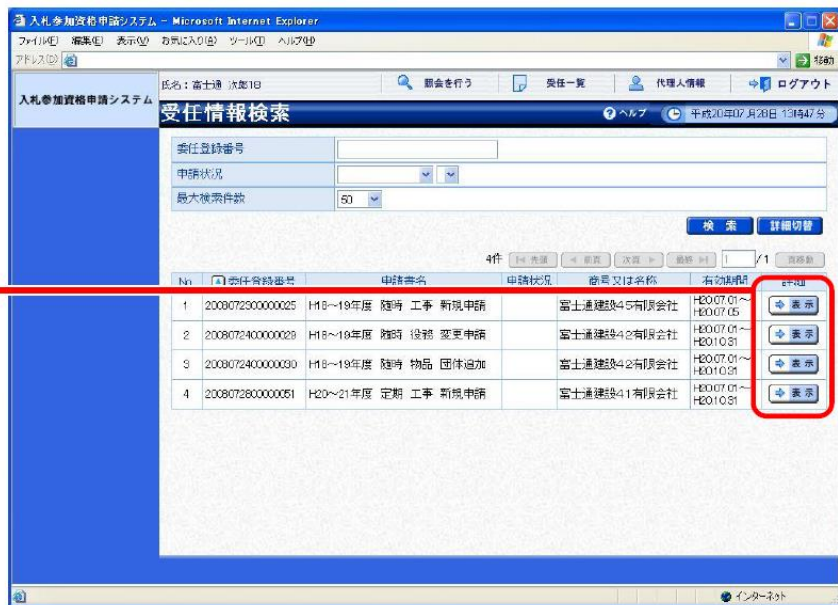 入札参加資格申請システム - Microsoft Internet Explorer
ファイル(F) 編集(E) 表示(V) お気に入り(A) ツール(T) ヘルプ(H)
アドレス(D) 移動
入札参加資格申請システム
氏名：富士通 次郎18 照会を行う 受任一覧 代理人情報 ログアウト
受任情報検索 ヘルプ 平成20年07月28日 13時47分
委任登録番号
申請状況
最大検索件数 50
検 索 詳細切替
4件 先頭 前頁 次頁 最終 1 /1 頁移動
No 委任登録番号 申請書名 申請状況 商号又は名称 有効期間 詳細
1 2008072300000025 H18～19年度 随時 工事 新規申請 富士通建設45有限会社 H20.07.01～H20.07.05 表示
2 2008072400000029 H18～19年度 随時 役務 変更申請 富士通建設42有限会社 H20.07.01～H20.10.31 表示
3 2008072400000030 H18～19年度 随時 物品 団体追加 富士通建設42有限会社 H20.07.01～H20.10.31 表示
4 2008072800000051 H20～21年度 定期 工事 新規申請 富士通建設41有限会社 H20.07.01～H20.10.31 表示
インターネット